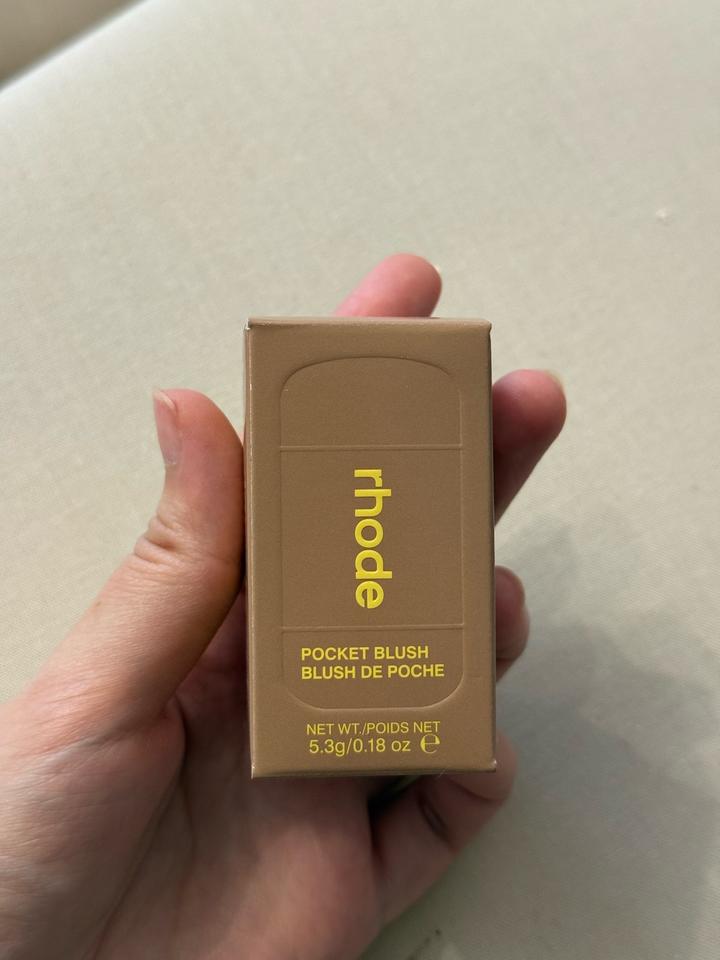 rhode
POCKET BLUSH
BLUSH DE POCHE
NET WT./POIDS NET
5.3g/0.18 oz ℮